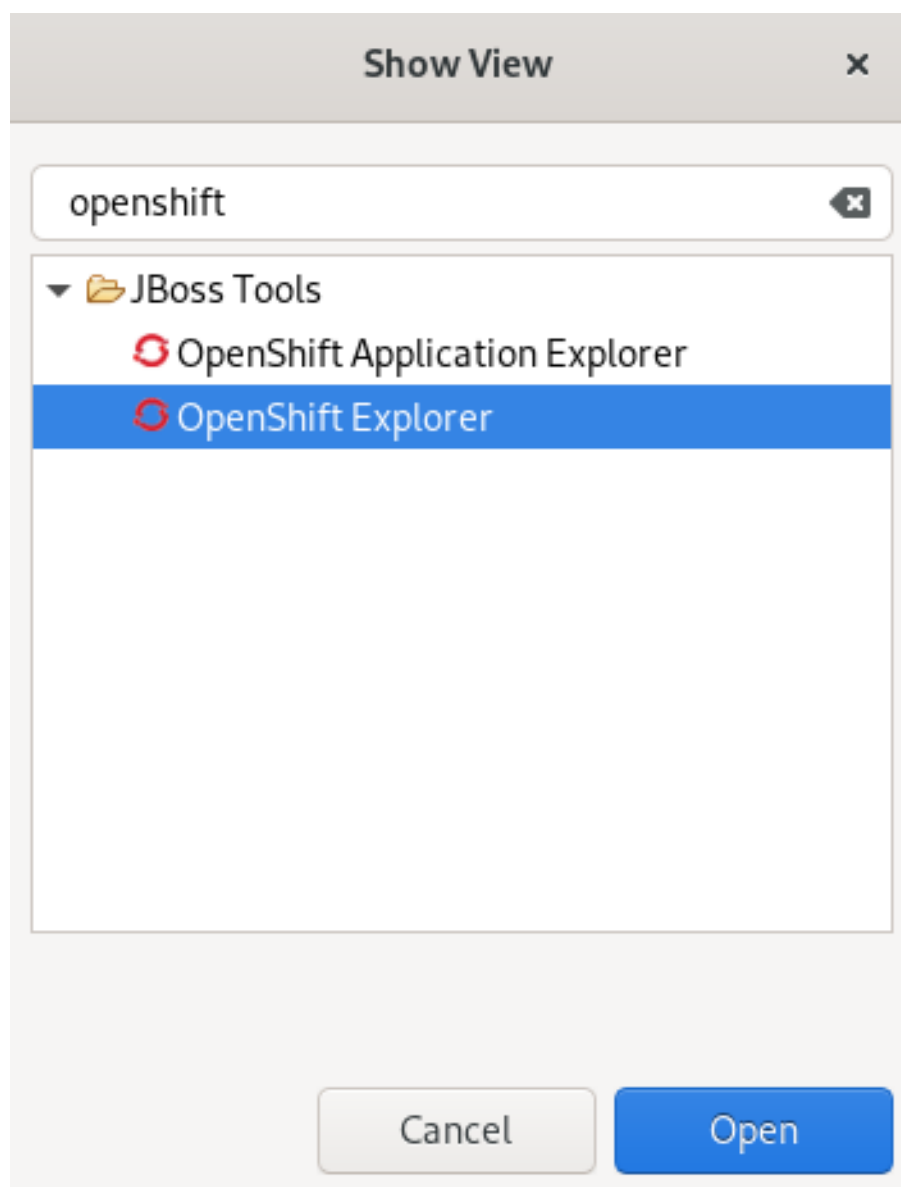 Show View
openshift
JBoss Tools
OpenShift Application Explorer
OpenShift Explorer
Cancel
Open